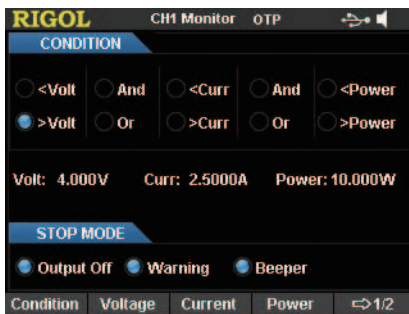 RIGOL CH1 Monitor OTP
CONDITION
<Volt And <Curr And <Power
>Volt Or >Curr Or >Power
Volt: 4.000V Curr: 2.5000A Power: 10.000W
STOP MODE
Output Off Warning Beeper
Condition Voltage Current Power ⇨1/2